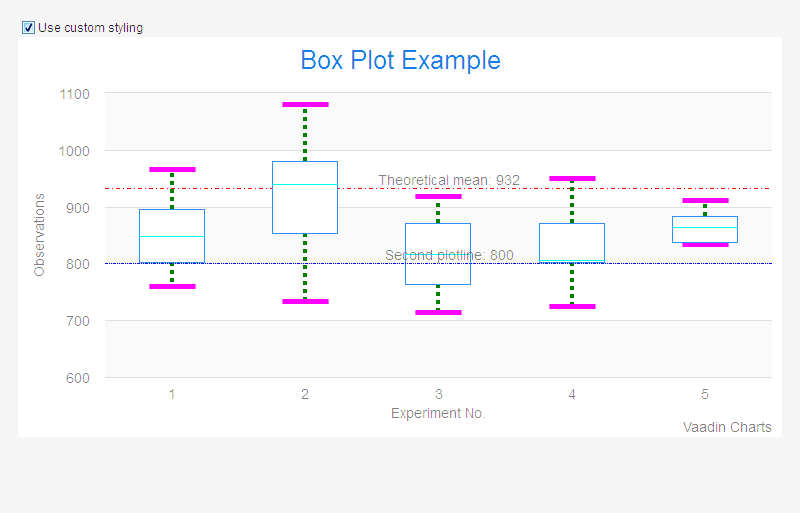 Use custom styling
Box Plot Example
Observations
1100
1000
900
800
700
600
Theoretical mean: 932
Second plotline: 800
1 2 3 4 5
Experiment No.
Vaadin Charts